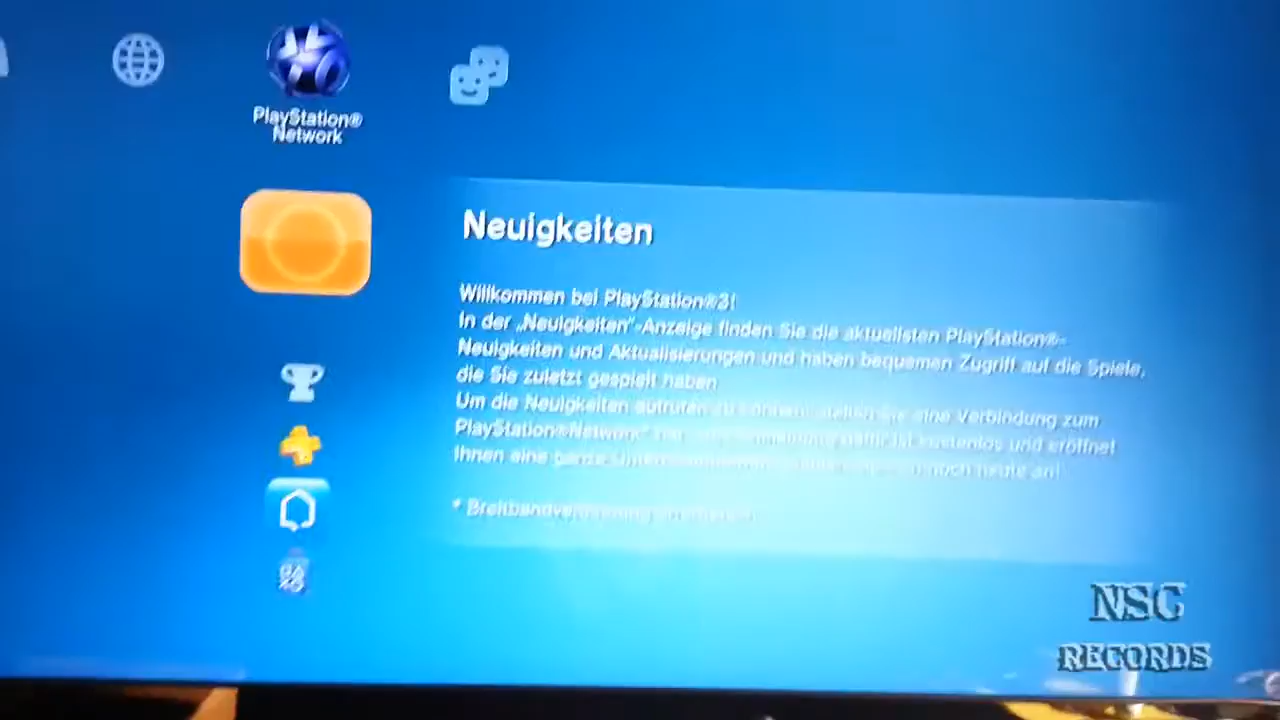 PlayStation®
Network
Neuigkeiten
Willkommen bei PlayStation®3!
In der „Neuigkeiten“-Anzeige finden Sie die aktuellsten PlayStation®-
Neuigkeiten und Aktualisierungen und haben bequemen Zugriff auf die Spiele,
die Sie zuletzt gespielt haben
Um die Neuigkeiten eine Verbindung zum
PlayStation®Network* ist kostenlos und eröffnet
Ihnen eine ganze noch heute an!
NSC
RECORDS